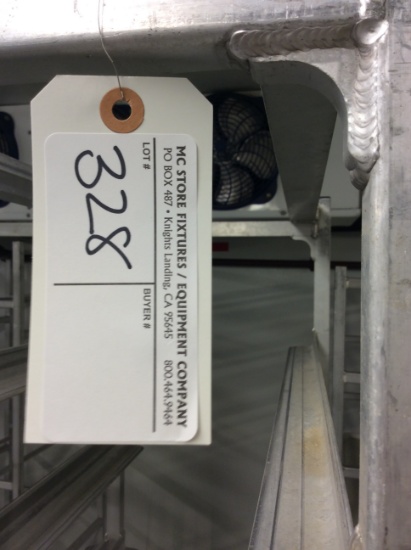 MC STORE FIXTURES / EQUIPMENT COMPANY
PO BOX 487 • Knights Landing, CA 95645 800.464.9464
LOT # BUYER #
328